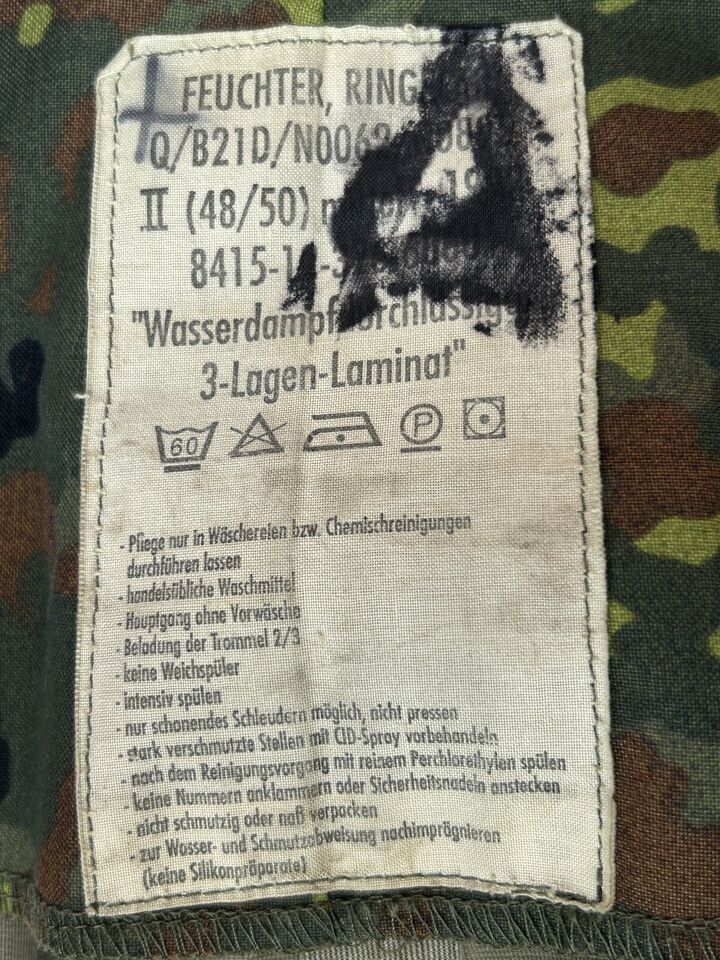 FEUCHTER, RING
Q/B21D/N006
II (48/50)
8415-1
"Wasserdampfdurchlässig
3-Lagen-Laminat"
60 P
- Pflege nur in Wäschereien bzw. Chemischreinigungen
durchführen lassen
- handelsübliche Waschmittel
- Hauptgang ohne Vorwäsche
- Beladung der Trommel 2/3
- keine Weichspüler
- intensiv spülen
- nur schonendes Schleudern möglich, nicht pressen
- stark verschmutzte Stellen mit CID-Spray vorbehandeln
- nach dem Reinigungsvorgang mit reinem Perchlorethylen spülen
- keine Nummern anklammern oder Sicherheitsnadeln anstecken
- nicht schmutzig oder naß verpacken
- zur Wasser- und Schmutzabweisung nachimprägnieren
(keine Silikonpräparate)